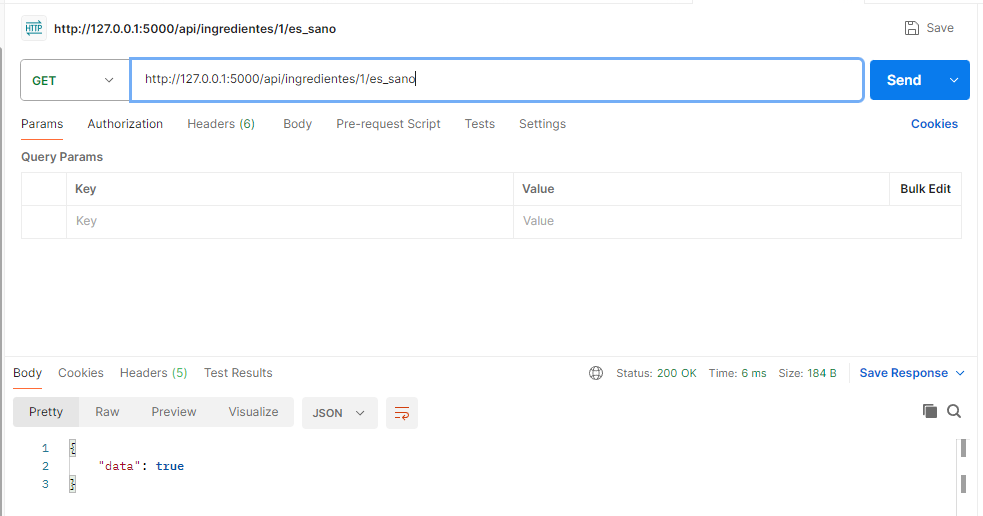 HTTP http://127.0.0.1:5000/api/ingredientes/1/es_sano Save
GET http://127.0.0.1:5000/api/ingredientes/1/es_sano Send
Params Authorization Headers (6) Body Pre-request Script Tests Settings Cookies
Query Params
Key Value Bulk Edit
Key Value
Body Cookies Headers (5) Test Results Status: 200 OK Time: 6 ms Size: 184 B Save Response
Pretty Raw Preview Visualize JSON
1 {
2 "data": true
3 }